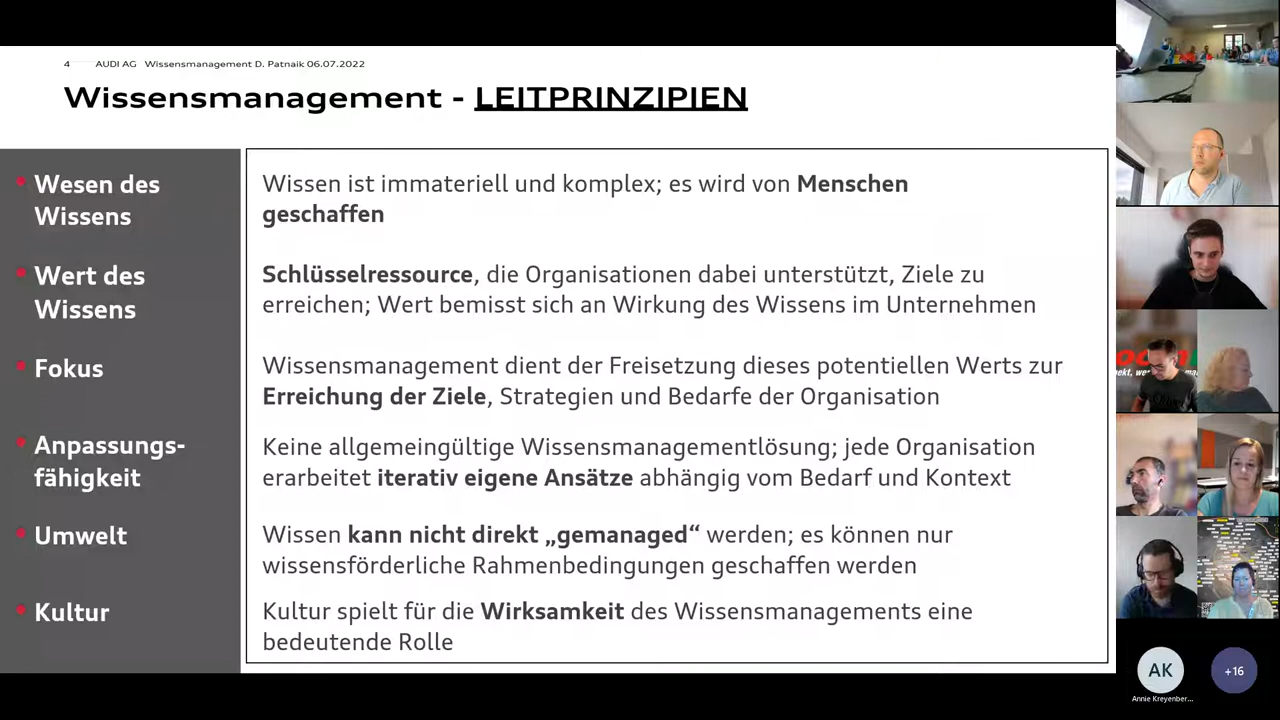 4 AUDI AG Wissensmanagement D. Patnaik 06.07.2022
Wissensmanagement - LEITPRINZIPIEN
Wesen des
Wissens
Wissen ist immateriell und komplex; es wird von Menschen
geschaffen
Wert des
Wissens
Schlüsselressource, die Organisationen dabei unterstützt, Ziele zu
erreichen; Wert bemisst sich an Wirkung des Wissens im Unternehmen
Fokus
Wissensmanagement dient der Freisetzung dieses potentiellen Werts zur
Erreichung der Ziele, Strategien und Bedarfe der Organisation
Anpassungs-
fähigkeit
Keine allgemeingültige Wissensmanagementlösung; jede Organisation
erarbeitet iterativ eigene Ansätze abhängig vom Bedarf und Kontext
Umwelt
Wissen kann nicht direkt „gemanaged“ werden; es können nur
wissensförderliche Rahmenbedingungen geschaffen werden
Kultur
Kultur spielt für die Wirksamkeit des Wissensmanagements eine
bedeutende Rolle
AK
Annie Kreyenber...
+16